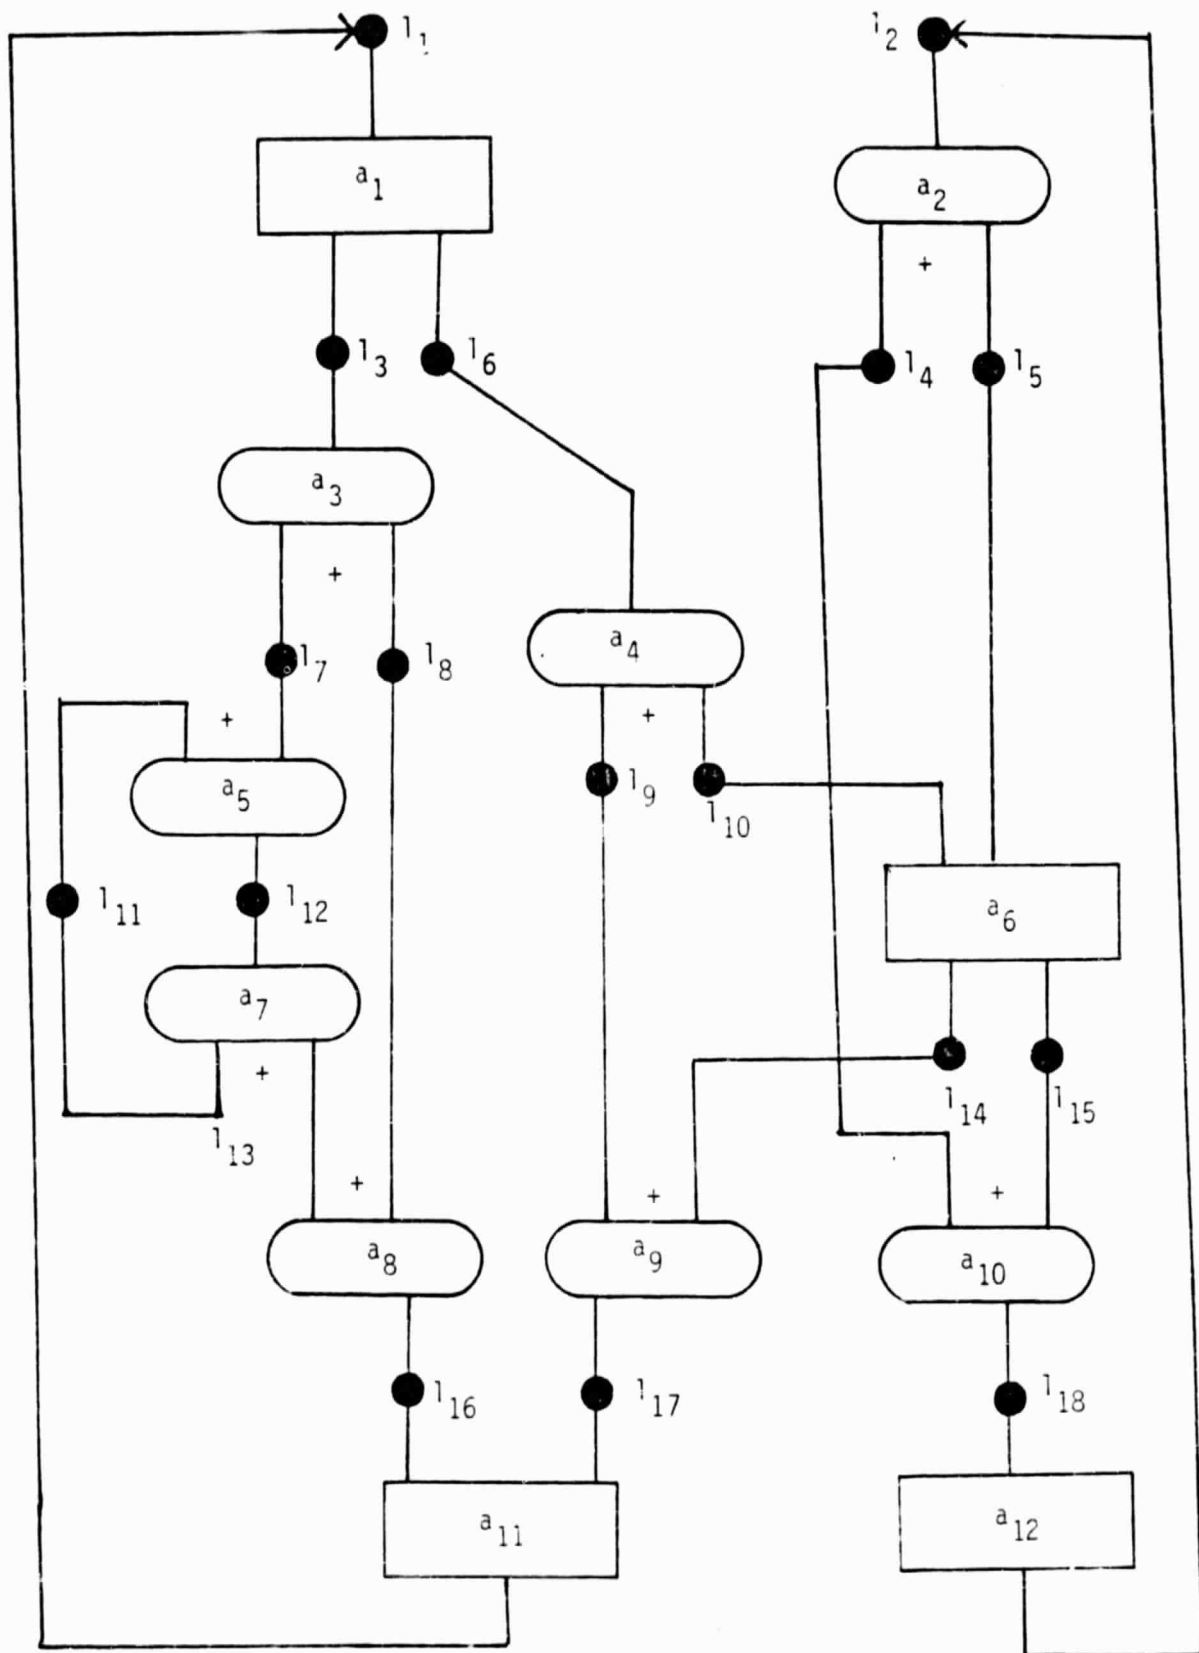 l₁ l₂
a₁ a₂
+
l₃ l₆ l₄ l₅
a₃
+
a₄
l₇ l₈
+ +
a₅ l₉ l₁₀
l₁₁ l₁₂ a₆
a₇
+
l₁₃ l₁₄ l₁₅
+ + +
a₈ a₉ a₁₀
l₁₆ l₁₇ l₁₈
a₁₁ a₁₂